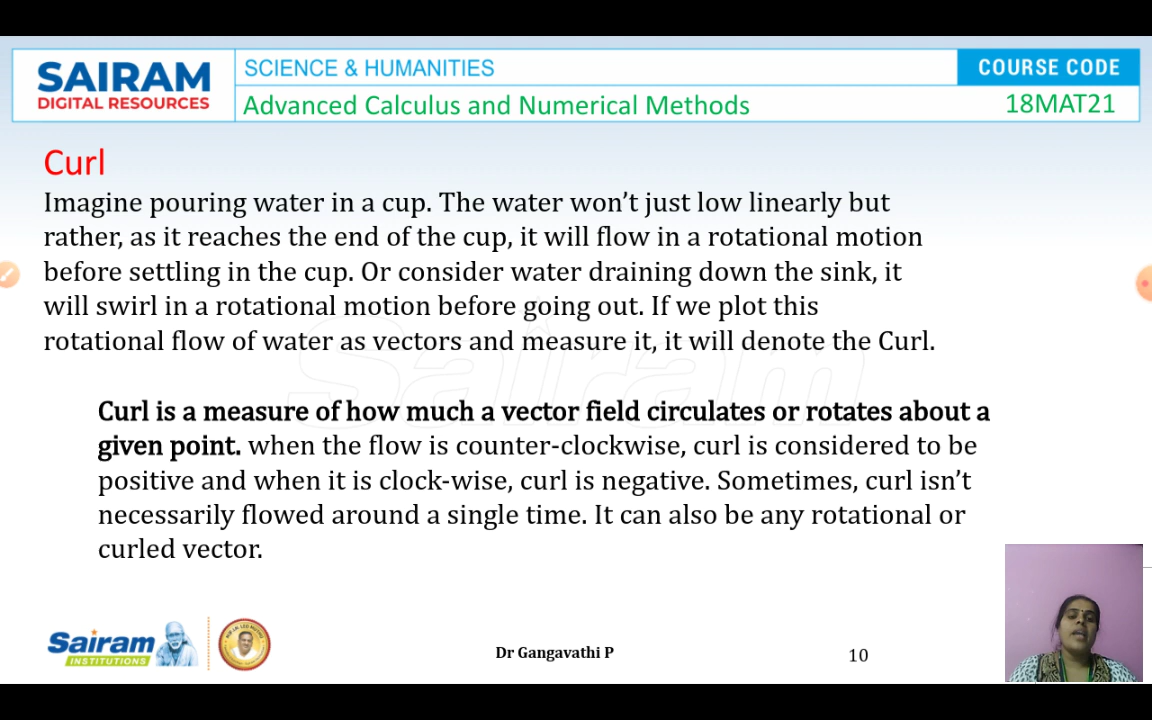 SAIRAM
DIGITAL RESOURCES
SCIENCE & HUMANITIES
COURSE CODE
Advanced Calculus and Numerical Methods
18MAT21
Curl
Imagine pouring water in a cup. The water won’t just low linearly but
rather, as it reaches the end of the cup, it will flow in a rotational motion
before settling in the cup. Or consider water draining down the sink, it
will swirl in a rotational motion before going out. If we plot this
rotational flow of water as vectors and measure it, it will denote the Curl.
Sairam
Curl is a measure of how much a vector field circulates or rotates about a
given point. when the flow is counter-clockwise, curl is considered to be
positive and when it is clock-wise, curl is negative. Sometimes, curl isn’t
necessarily flowed around a single time. It can also be any rotational or
curled vector.
Sairam
INSTITUTIONS
Dr Gangavathi P
10